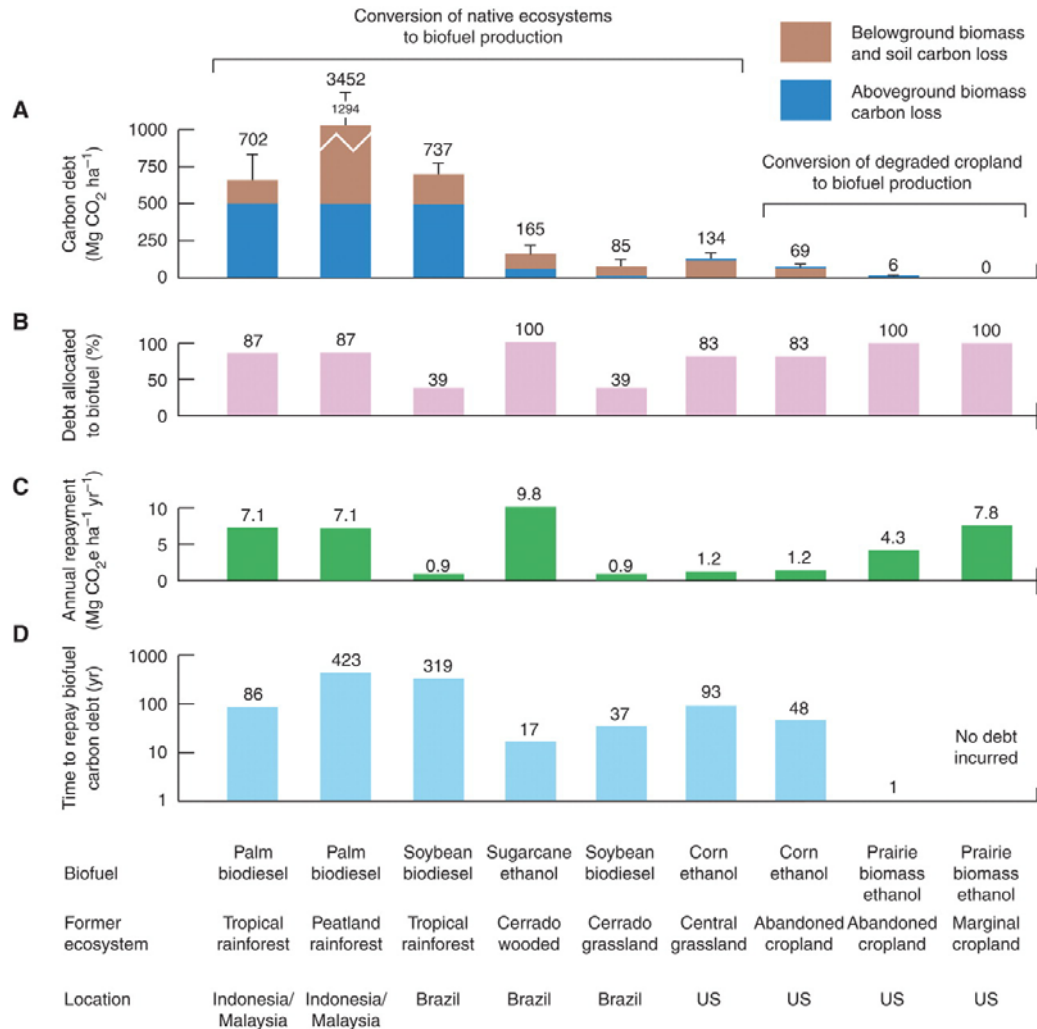 Conversion of native ecosystems
to biofuel production
Belowground biomass
and soil carbon loss
Aboveground biomass
carbon loss
Conversion of degraded cropland
to biofuel production
A
Carbon debt
(Mg CO₂ ha⁻¹)
1000
750
500
250
0
702
3452
1294
737
165
85
134
69
6
0
B
Debt allocated
to biofuel (%)
100
50
0
87
87
39
100
39
83
83
100
100
C
Annual repayment
(Mg CO₂e ha⁻¹ yr⁻¹)
10
5
0
7.1
7.1
0.9
9.8
0.9
1.2
1.2
4.3
7.8
D
Time to repay biofuel
carbon debt (yr)
1000
100
10
1
86
423
319
17
37
93
48
1
No debt
incurred
Biofuel
Palm
biodiesel
Palm
biodiesel
Soybean
biodiesel
Sugarcane
ethanol
Soybean
biodiesel
Corn
ethanol
Corn
ethanol
Prairie
biomass
ethanol
Prairie
biomass
ethanol
Former
ecosystem
Tropical
rainforest
Peatland
rainforest
Tropical
rainforest
Cerrado
wooded
Cerrado
grassland
Central
grassland
Abandoned
cropland
Abandoned
cropland
Marginal
cropland
Location
Indonesia/
Malaysia
Indonesia/
Malaysia
Brazil
Brazil
Brazil
US
US
US
US